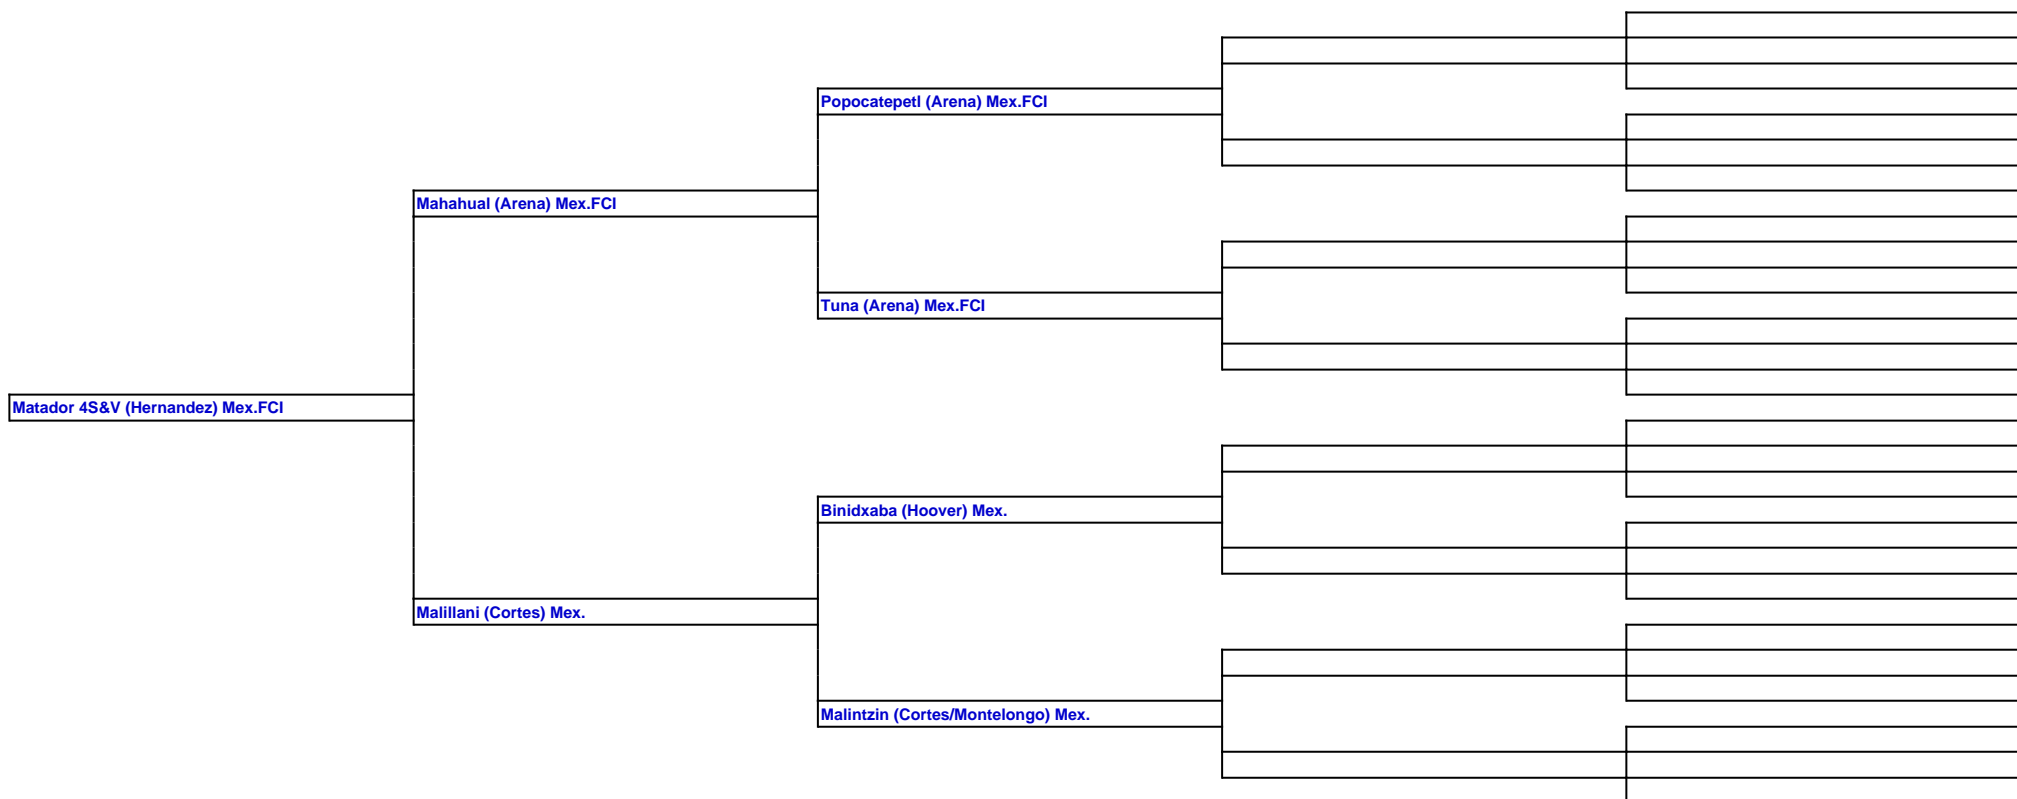 Popocatepetl (Arena) Mex.FCI
Mahahual (Arena) Mex.FCI
Tuna (Arena) Mex.FCI
Matador 4S&V (Hernandez) Mex.FCI
Binidxaba (Hoover) Mex.
Malillani (Cortes) Mex.
Malintzin (Cortes/Montelongo) Mex.